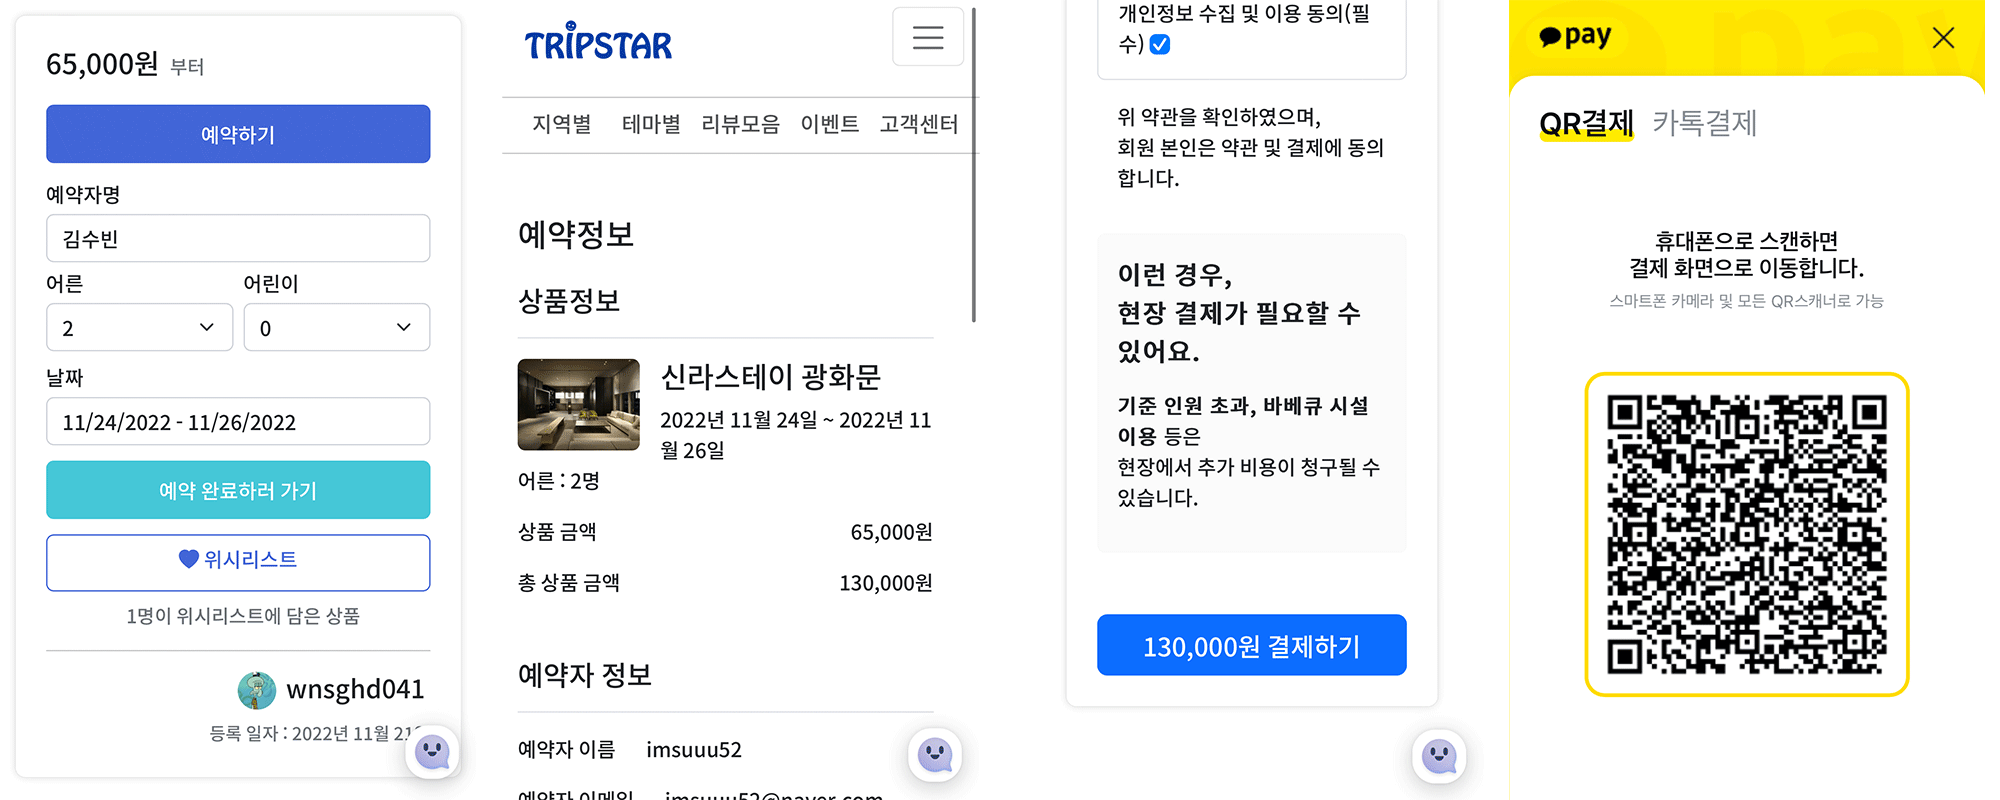 65,000원 부터
예약하기
예약자명
김수빈
어른
어린이
2
0
날짜
11/24/2022 - 11/26/2022
예약 완료하러 가기
위시리스트
1명이 위시리스트에 담은 상품
wnsghd041
등록 일자 : 2022년 11월 21
TRIPSTAR
지역별 테마별 리뷰모음 이벤트 고객센터
예약정보
상품정보
신라스테이 광화문
2022년 11월 24일 ~ 2022년 11
월 26일
어른 : 2명
상품 금액 65,000원
총 상품 금액 130,000원
예약자 정보
예약자 이름 imsuuu52
예약자 이메일 imsuuu52@naver.com
개인정보 수집 및 이용 동의(필
수)
위 약관을 확인하였으며,
회원 본인은 약관 및 결제에 동의
합니다.
이런 경우,
현장 결제가 필요할 수
있어요.
기준 인원 초과, 바베큐 시설
이용 등은
현장에서 추가 비용이 청구될 수
있습니다.
130,000원 결제하기
pay
QR결제 카톡결제
휴대폰으로 스캔하면
결제 화면으로 이동합니다.
스마트폰 카메라 및 모든 QR스캐너로 가능